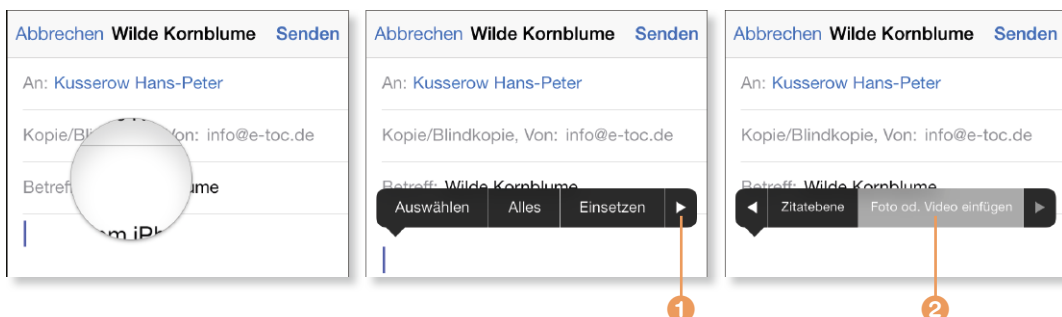 Abbrechen Wilde Kornblume Senden
An: Kusserow Hans-Peter
Kopie/Bl Von: info@e-toc.de
Betreff ume
om iPh
Abbrechen Wilde Kornblume Senden
An: Kusserow Hans-Peter
Kopie/Blindkopie, Von: info@e-toc.de
Betreff: Wilde Kornblume
Auswählen Alles Einsetzen
1
Abbrechen Wilde Kornblume Senden
An: Kusserow Hans-Peter
Kopie/Blindkopie, Von: info@e-toc.de
Betreff: Wilde Kornblume
Zitatebene Foto od. Video einfügen
2